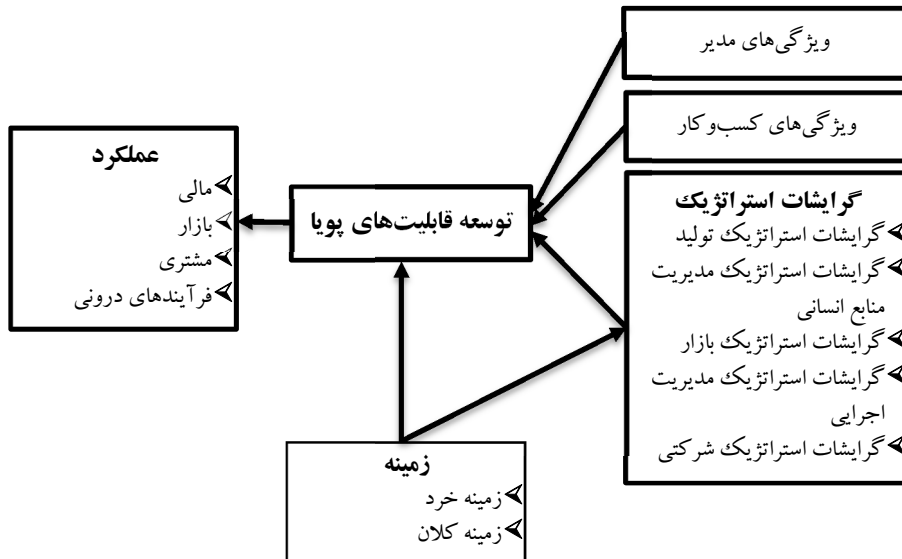 ویژگی‌های مدیر
ویژگی‌های کسب‌وکار
گرایشات استراتژیک
گرایشات استراتژیک تولید
گرایشات استراتژیک مدیریت
منابع انسانی
گرایشات استراتژیک بازار
گرایشات استراتژیک مدیریت
اجرایی
گرایشات استراتژیک شرکتی
توسعه قابلیت‌های پویا
عملکرد
مالی
بازار
مشتری
فرآیندهای درونی
زمینه
زمینه خرد
زمینه کلان